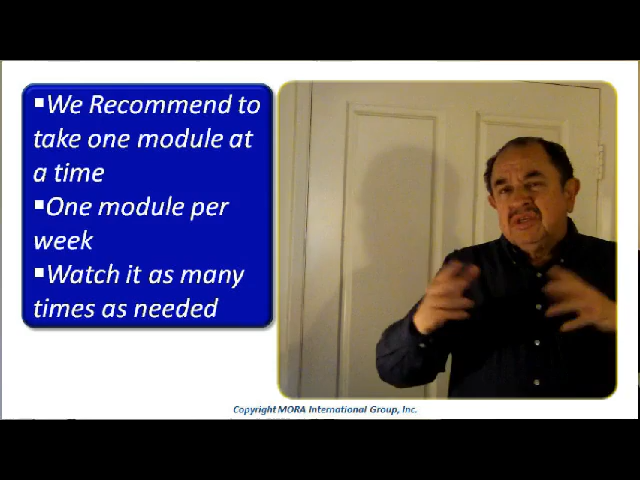 ▪We Recommend to
take one module at
a time
▪One module per
week
▪Watch it as many
times as needed
Copyright MORA International Group, Inc.